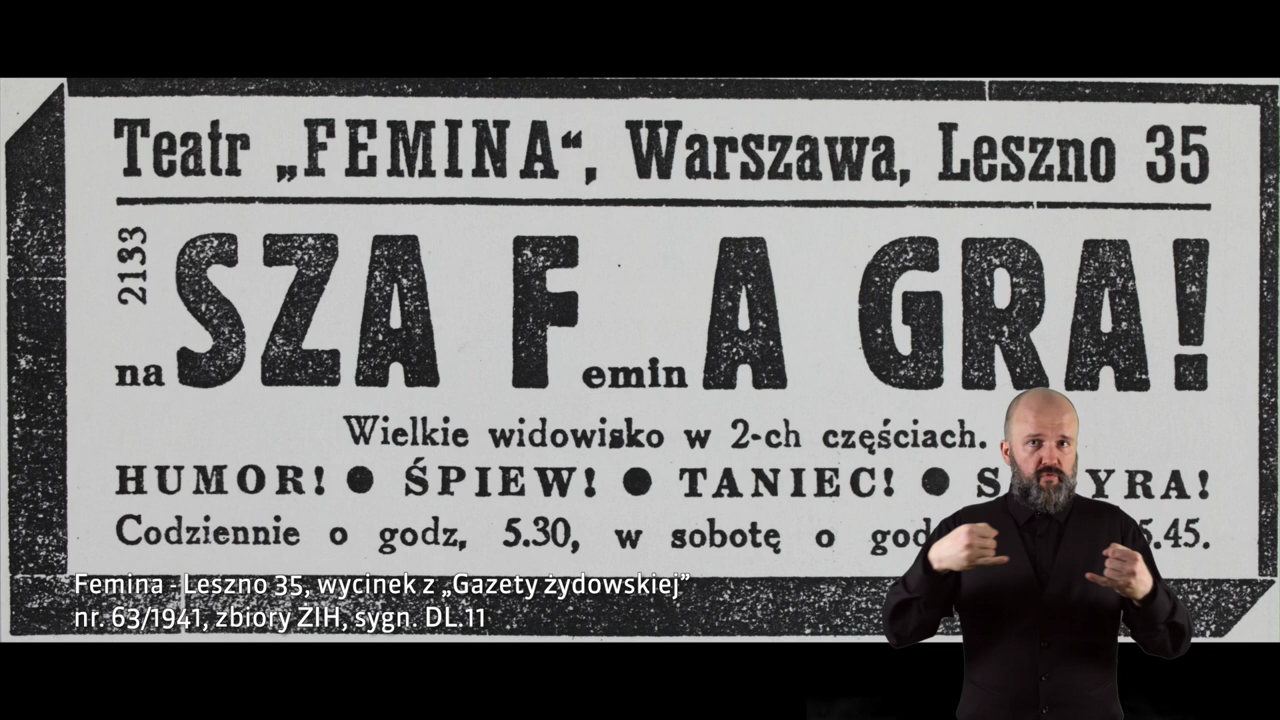 Teatr „FEMINA“, Warszawa, Leszno 35
2133
na SZA FeminA GRA!
Wielkie widowisko w 2-ch częściach.
HUMOR! ● ŚPIEW! ● TANIEC! ● S YRA!
Codziennie o godz, 5.30, w sobotę o god 5.45.
Femina - Leszno 35, wycinek z „Gazety żydowskiej”
nr. 63/1941, zbiory ŻIH, sygn. DL.11